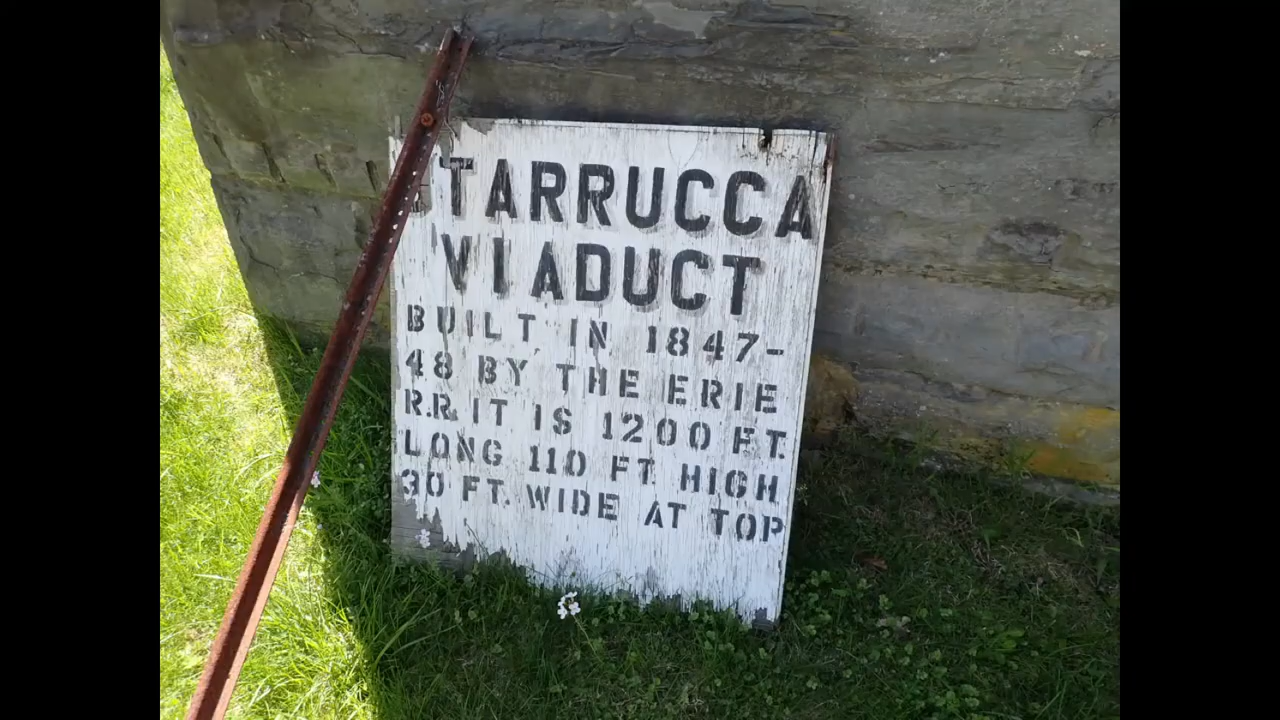 STARRUCCA
VIADUCT
BUILT IN 1847-
48 BY THE ERIE
R.R. IT IS 1200 FT.
LONG 110 FT. HIGH
30 FT. WIDE AT TOP